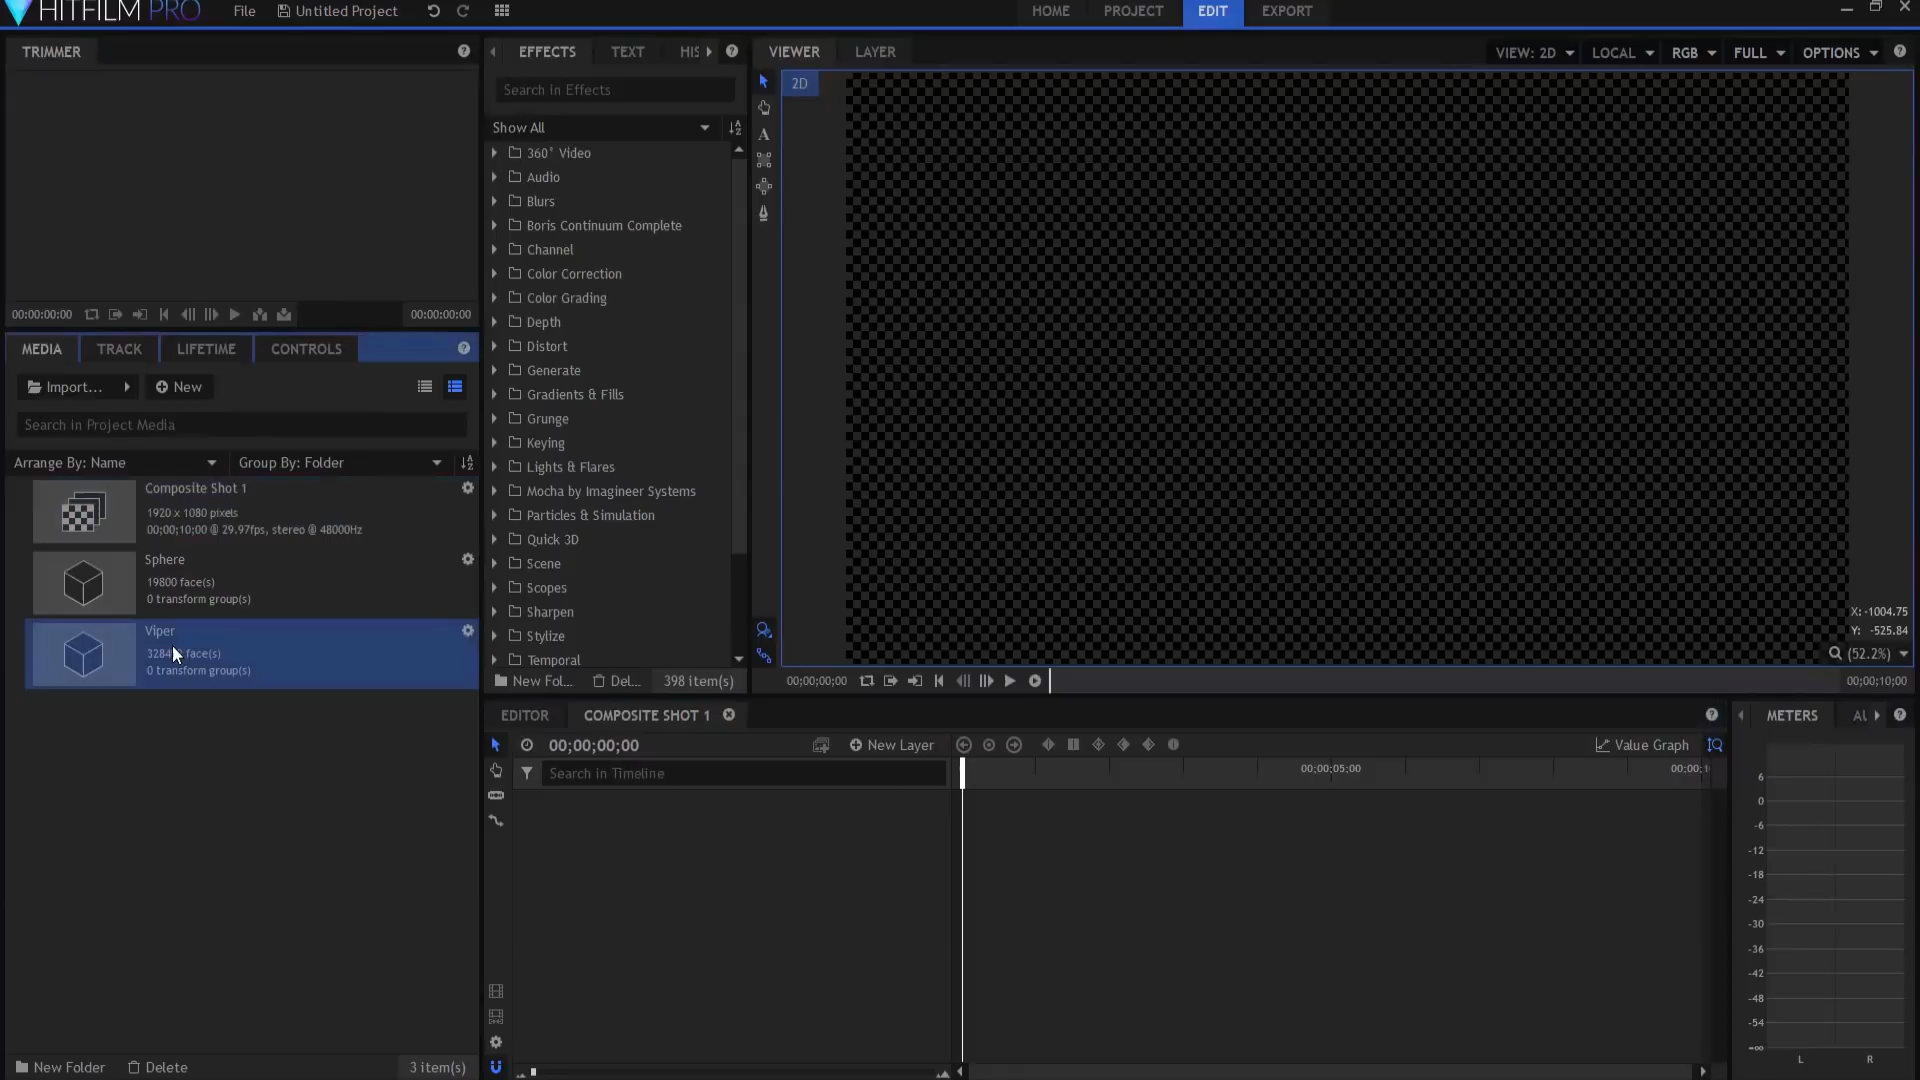 HITFILM PRO
File
Untitled Project
HOME
PROJECT
EDIT
EXPORT
TRIMMER
EFFECTS
TEXT
HIS
VIEWER
LAYER
VIEW: 2D
LOCAL
RGB
FULL
OPTIONS
Search in Effects
2D
Show All
360° Video
Audio
Blurs
Boris Continuum Complete
Channel
Color Correction
Color Grading
Depth
Distort
Generate
Gradients & Fills
Grunge
Keying
Lights & Flares
Mocha by Imagineer Systems
Particles & Simulation
Quick 3D
Scene
Scopes
Sharpen
Stylize
Temporal
New Fol...
Del...
398 item(s)
00:00:00:00
00:00:00:00
MEDIA
TRACK
LIFETIME
CONTROLS
Import...
New
Search in Project Media
Arrange By: Name
Group By: Folder
Composite Shot 1
1920 x 1080 pixels
00;00;10;00 @ 29.97fps, stereo @ 48000Hz
Sphere
19800 face(s)
0 transform group(s)
Viper
face(s)
0 transform group(s)
New Folder
Delete
3 item(s)
X: -1004.75
Y: -525.84
(52.2%)
00;00;00;00
00;00;10;00
EDITOR
COMPOSITE SHOT 1
00;00;00;00
New Layer
Value Graph
Search in Timeline
00;00;05;00
00;00;1
METERS
AU
6
0
-6
-12
-18
-24
-30
-36
-42
-48
-54
-∞
L
R